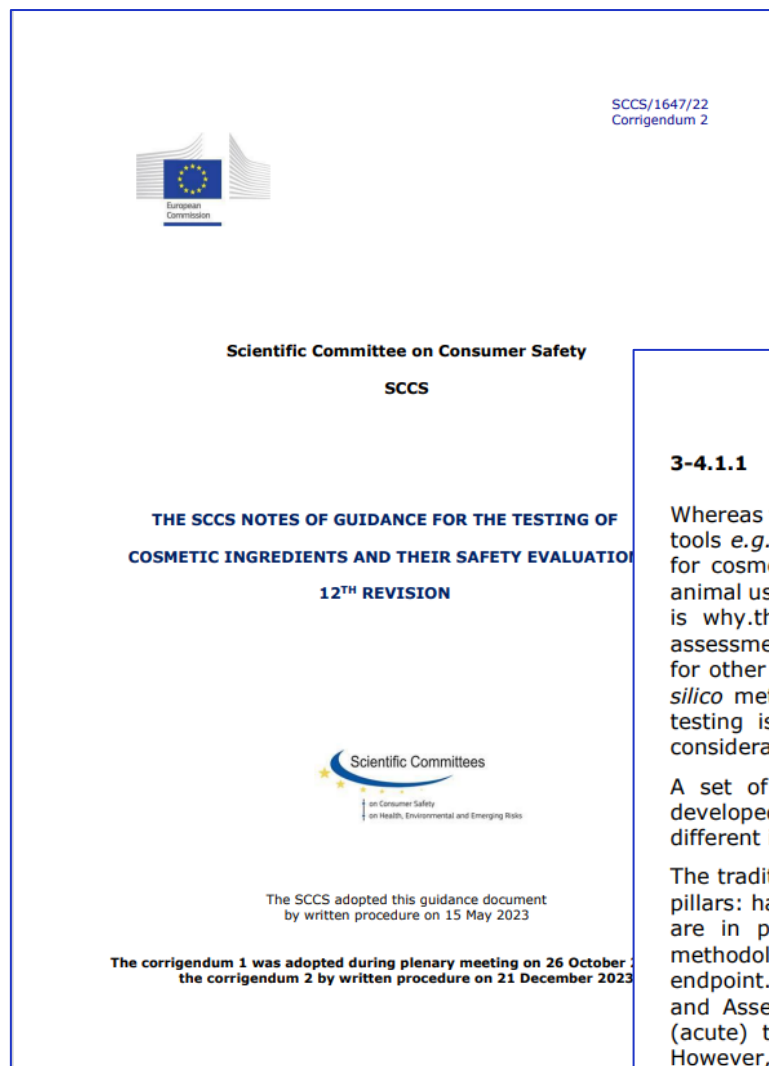 SCCS/1647/22
Corrigendum 2
European
Commission
Scientific Committee on Consumer Safety
SCCS
THE SCCS NOTES OF GUIDANCE FOR THE TESTING OF
COSMETIC INGREDIENTS AND THEIR SAFETY EVALUATION
12TH REVISION
Scientific Committees
on Consumer Safety
on Health, Environmental and Emerging Risks
The SCCS adopted this guidance document
by written procedure on 15 May 2023
The corrigendum 1 was adopted during plenary meeting on 26 October
the corrigendum 2 by written procedure on 21 December 2023
3-4.1.1
Whereas
tools e.g.
for cosme
animal us
is why.th
assessme
for other
silico met
testing is
considera
A set of
developed
different
The tradit
pillars: ha
are in p
methodol
endpoint.
and Asse
(acute) t
However,